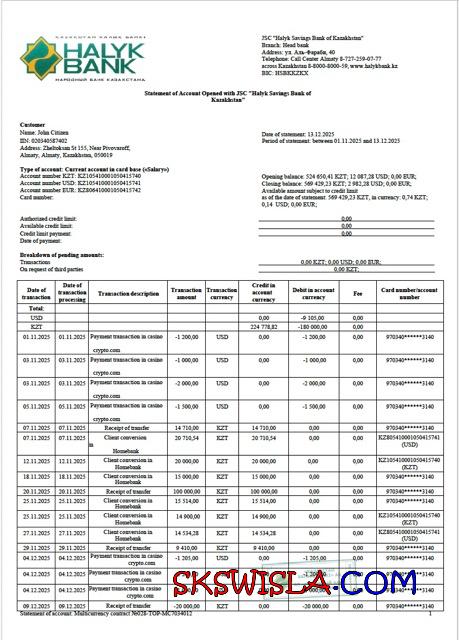 КАЗАКСТАН ХАЛЫК БАНКІ
HALYK
BANK
НАРОДНЫЙ БАНК КАЗАХСТАНА
JSC "Halyk Savings Bank of Kazakhstan"
Branch: Head bank
Address: ул. Аль-Фараби, 40
Telephone: Call Center Almaty 8-727-259-07-77
across Kazakhstan 8-8000-8000-59, www.halykbank.kz
BIC: HSBKKZKX
Statement of Account Opened with JSC "Halyk Savings Bank of
Kazakhstan"
Customer
Name: John Citizen
IIN: 020340587402
Address: Zheltoksan St 155, Near Pivovaroff,
Almaty, Almaty, Kazakhstan, 050019
Date of statement: 13.12.2025
Period of statement: between 01.11.2025 and 13.12.2025
Type of account: Current account in card base («Salary»)
Account number KZT: KZ105410001050415740
Account number USD: KZ105410001050415741
Account number EUR: KZ806410001050415742
Card number:
Opening balance: 524 650,41 KZT; 12 087,28 USD; 0,00 EUR;
Closing balance: 569 429,23 KZT; 2 982,28 USD; 0,00 EUR;
Available amount subject to credit limit
as of the date of statement: 569 429,23 KZT, in currency: 0,74 KZT;
0,14 USD; 0,00 EUR;
Authorized credit limit: 0,00
Available credit limit: 0,00
Credit limit payment: 0,00
Date of payment:
Breakdown of pending amounts:
Transactions 0,00 KZT; 0,00 USD; 0,00 EUR;
On request of third parties 0,00 KZT;
Date of transaction Date of transaction processing Transaction description Transaction amount Transaction currency Credit in account currency Debit in account currency Fee Card number/account number
Total:
USD 0,00 -9 105,00 0,00
KZT 224 778,82 -180 000,00 0,00
01.11.2025 01.11.2025 Payment transaction in casino crypto.com -1 200,00 USD 0,00 -1 200,00 0,00 970340******3140
03.11.2025 03.11.2025 Payment transaction in casino crypto.com -1 000,00 USD 0,00 -1 000,00 0,00 970340******3140
03.11.2025 03.11.2025 Payment transaction in casino crypto.com -2 000,00 USD 0,00 -2 000,00 0,00 970340******3140
05.11.2025 05.11.2025 Payment transaction in casino crypto.com -1 500,00 USD 0,00 -1 500,00 0,00 970340******3140
07.11.2025 07.11.2025 Receipt of transfer 14 710,00 KZT 14 710,00 0,00 0,00 970340******3140
07.11.2025 07.11.2025 Client conversion in Homebank 20 710,54 KZT 20 710,54 0,00 0,00 KZ805410001050415741 (USD)
12.11.2025 12.11.2025 Client conversion in Homebank 20 000,00 KZT 20 000,00 0,00 0,00 KZ105410001050415740 (KZT)
18.11.2025 18.11.2025 Client conversion in Homebank 15 000,00 KZT 15 000,00 0,00 0,00 970340******3140
20.11.2025 20.11.2025 Receipt of transfer 100 000,00 KZT 100 000,00 0,00 0,00 970340******3140
25.11.2025 25.11.2025 Client conversion in Homebank 15 514,00 KZT 15 514,00 0,00 0,00 970340******3140
25.11.2025 25.11.2025 Client conversion in Homebank 14 900,00 KZT 14 900,00 0,00 0,00 KZ105410001050415740 (KZT)
27.11.2025 27.11.2025 Client conversion in Homebank 14 534,28 KZT 14 534,28 0,00 0,00 KZ805410001050415741 (USD)
29.11.2025 29.11.2025 Receipt of transfer 9 410,00 KZT 9 410,00 0,00 0,00 970340******3140
04.12.2025 04.12.2025 Payment transaction in casino crypto.com -1 205,00 USD 0,00 -1 205,00 0,00 970340******3140
04.12.2025 04.12.2025 Payment transaction in casino crypto.com
04.12.2025 04.12.2025 Payment transaction in casino crypto.com
09.12.2025 09.12.2025 Receipt of transfer -20 000,00 KZT 0,00 -20 000,00 0,00 970340******3140
SKSWISLA.COM
Statement of account: Multicurrency contract №028-TOP-MC7034012 1